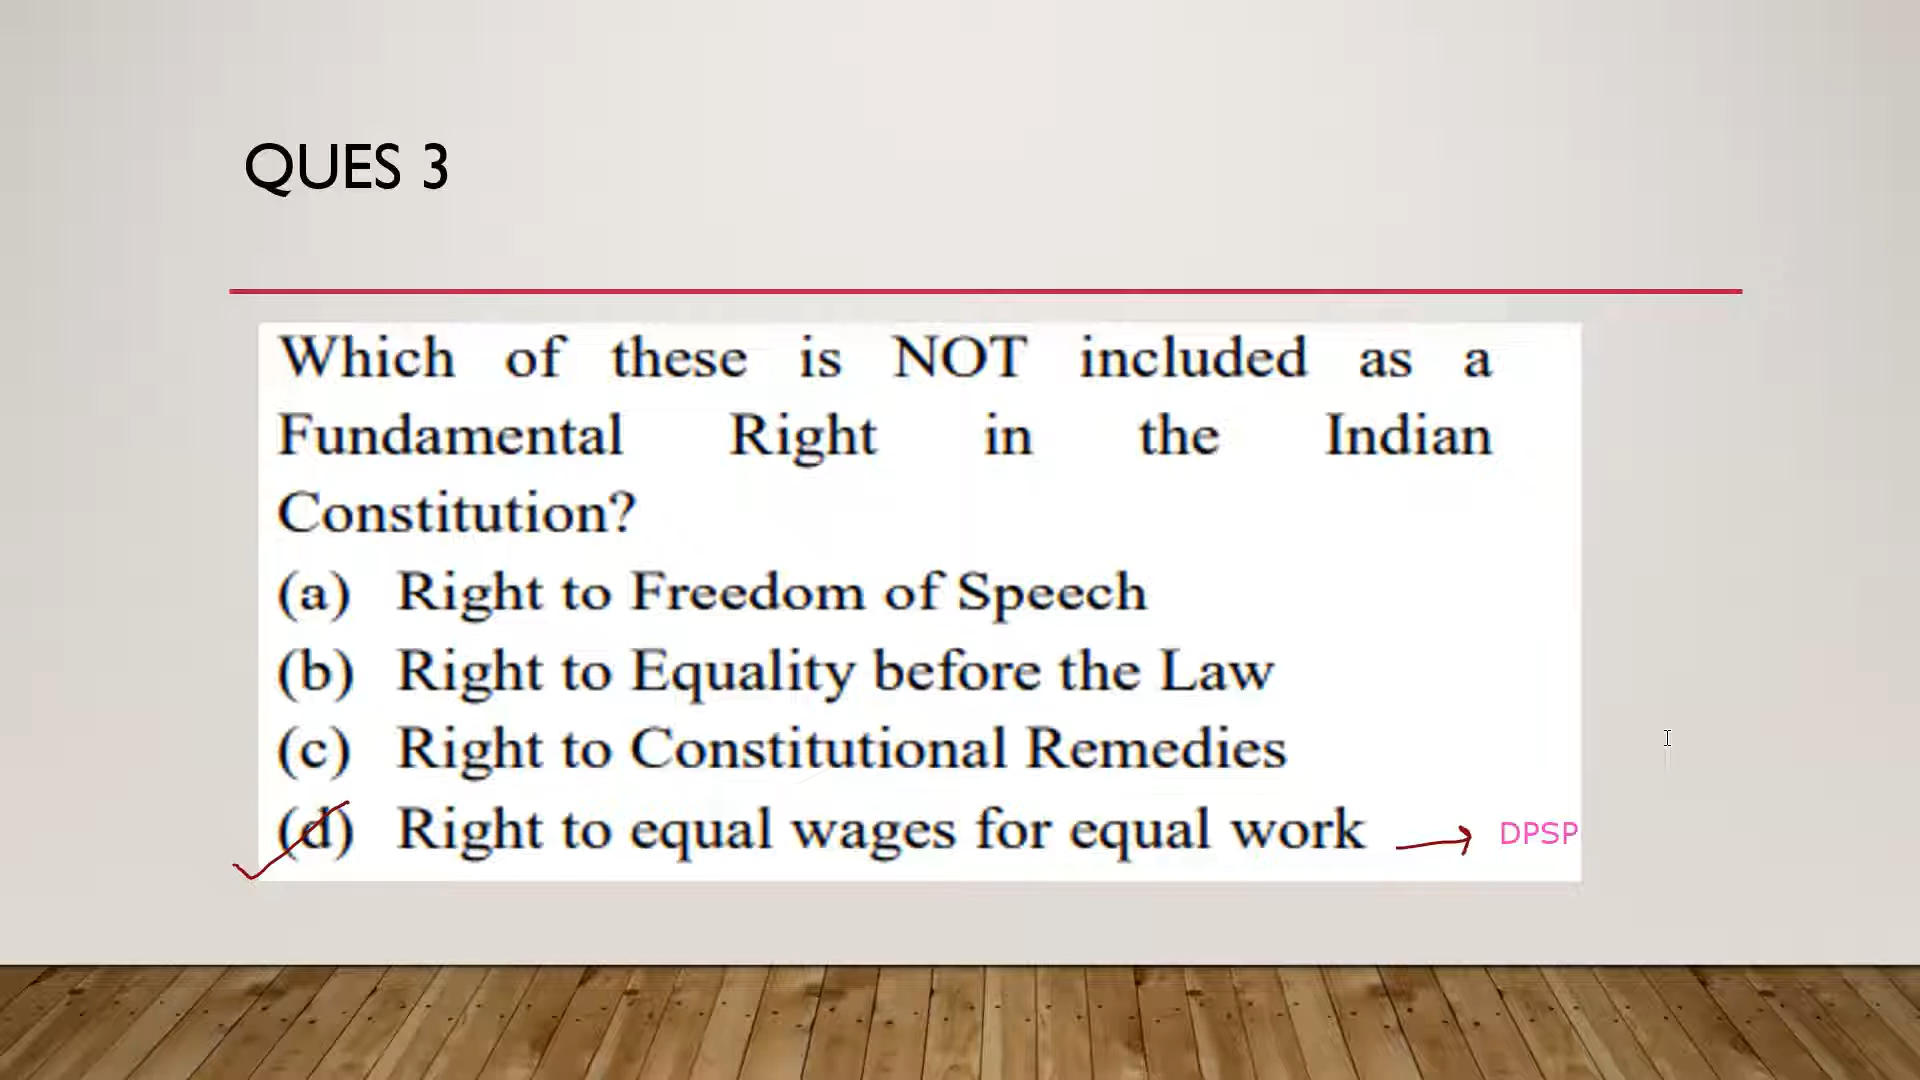 QUES 3
Which of these is NOT included as a
Fundamental Right in the Indian
Constitution?
(a) Right to Freedom of Speech
(b) Right to Equality before the Law
(c) Right to Constitutional Remedies
(d) Right to equal wages for equal work → DPSP